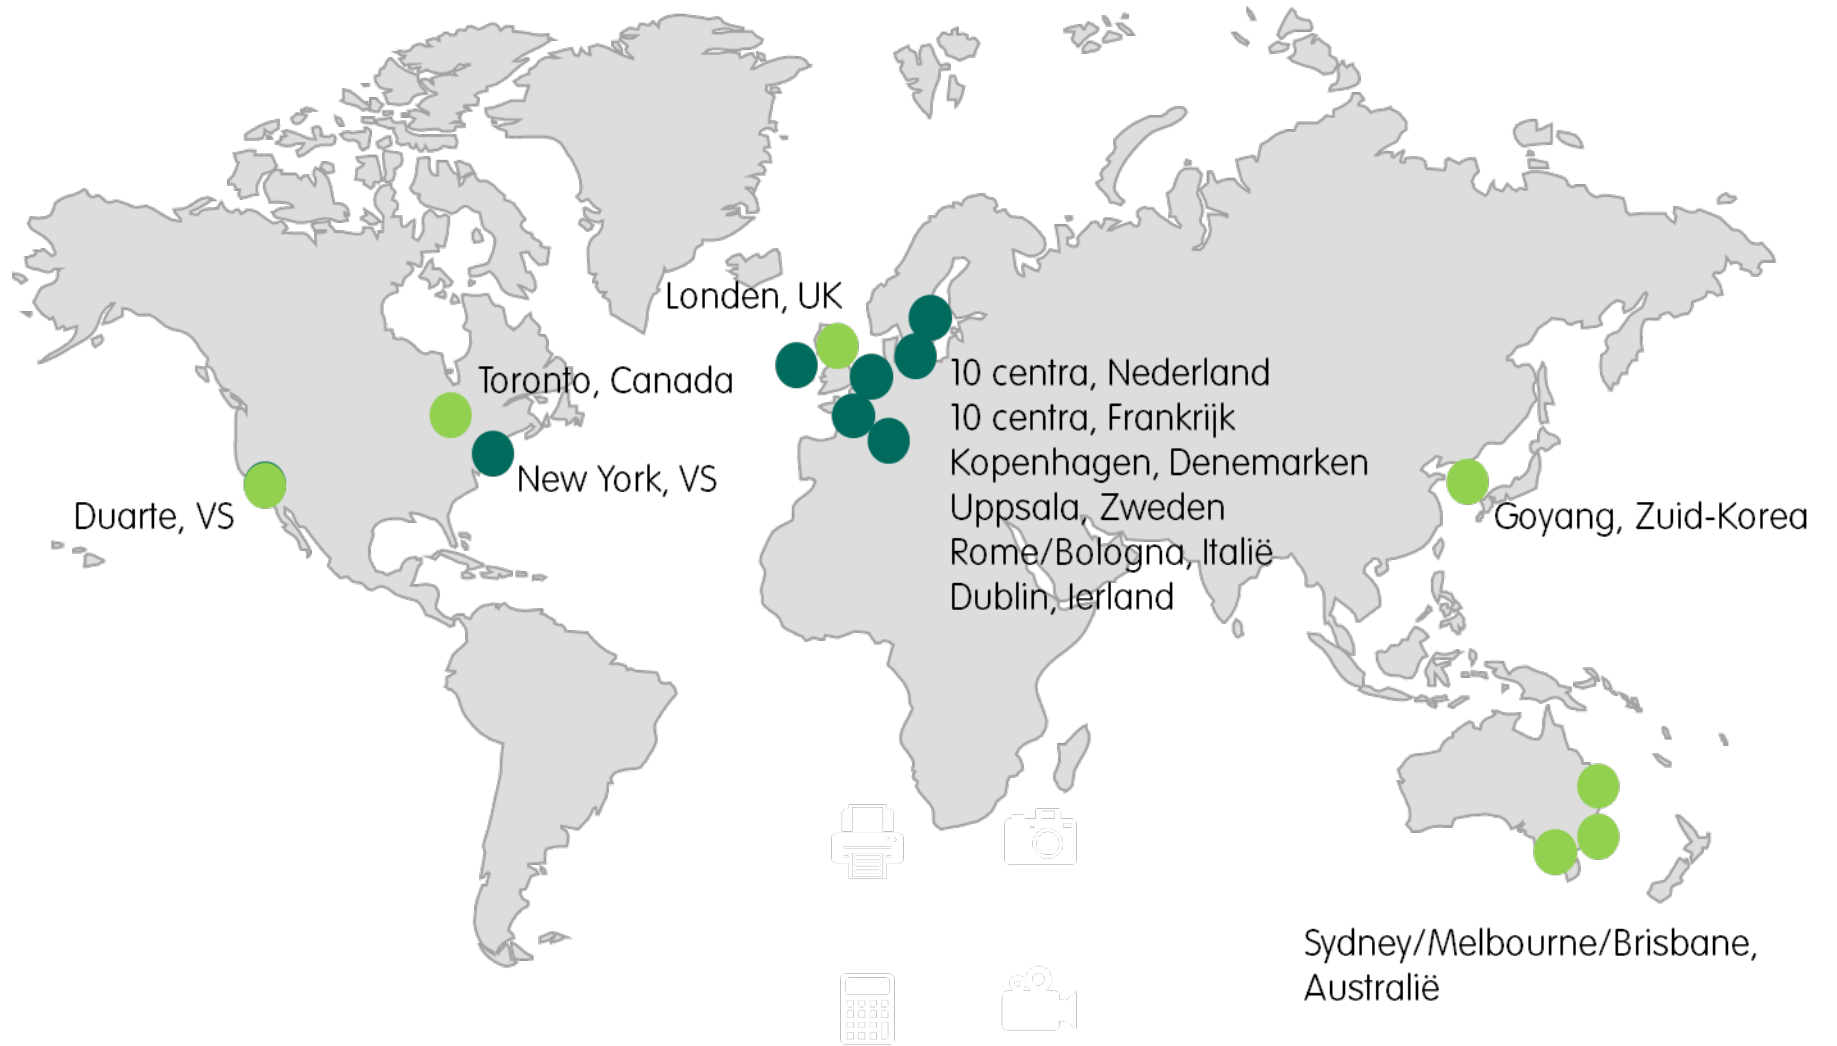 Londen, UK
Toronto, Canada
New York, VS
Duarte, VS
10 centra, Nederland
10 centra, Frankrijk
Kopenhagen, Denemarken
Uppsala, Zweden
Rome/Bologna, Italië
Dublin, Ierland
Goyang, Zuid-Korea
Sydney/Melbourne/Brisbane,
Australië